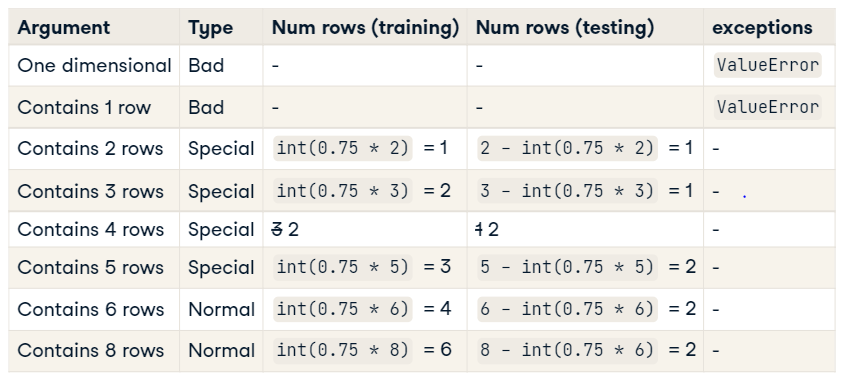 Argument Type Num rows (training) Num rows (testing) exceptions
One dimensional Bad - - ValueError
Contains 1 row Bad - - ValueError
Contains 2 rows Special int(0.75 * 2) = 1 2 - int(0.75 * 2) = 1 -
Contains 3 rows Special int(0.75 * 3) = 2 3 - int(0.75 * 3) = 1 -
Contains 4 rows Special 3 2 1 2 -
Contains 5 rows Special int(0.75 * 5) = 3 5 - int(0.75 * 5) = 2 -
Contains 6 rows Normal int(0.75 * 6) = 4 6 - int(0.75 * 6) = 2 -
Contains 8 rows Normal int(0.75 * 8) = 6 8 - int(0.75 * 6) = 2 -